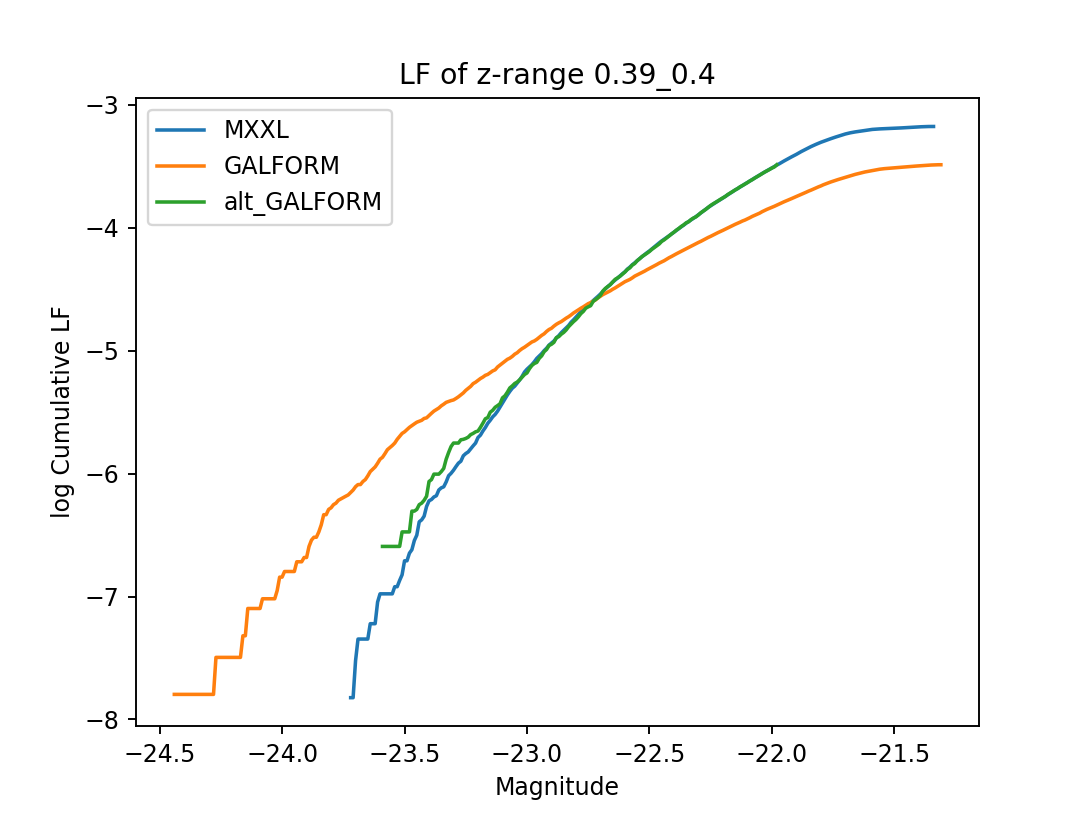 LF of z-range 0.39_0.4
MXXL
GALFORM
alt_GALFORM
log Cumulative LF
−3
−4
−5
−6
−7
−8
−24.5
−24.0
−23.5
−23.0
−22.5
−22.0
−21.5
Magnitude